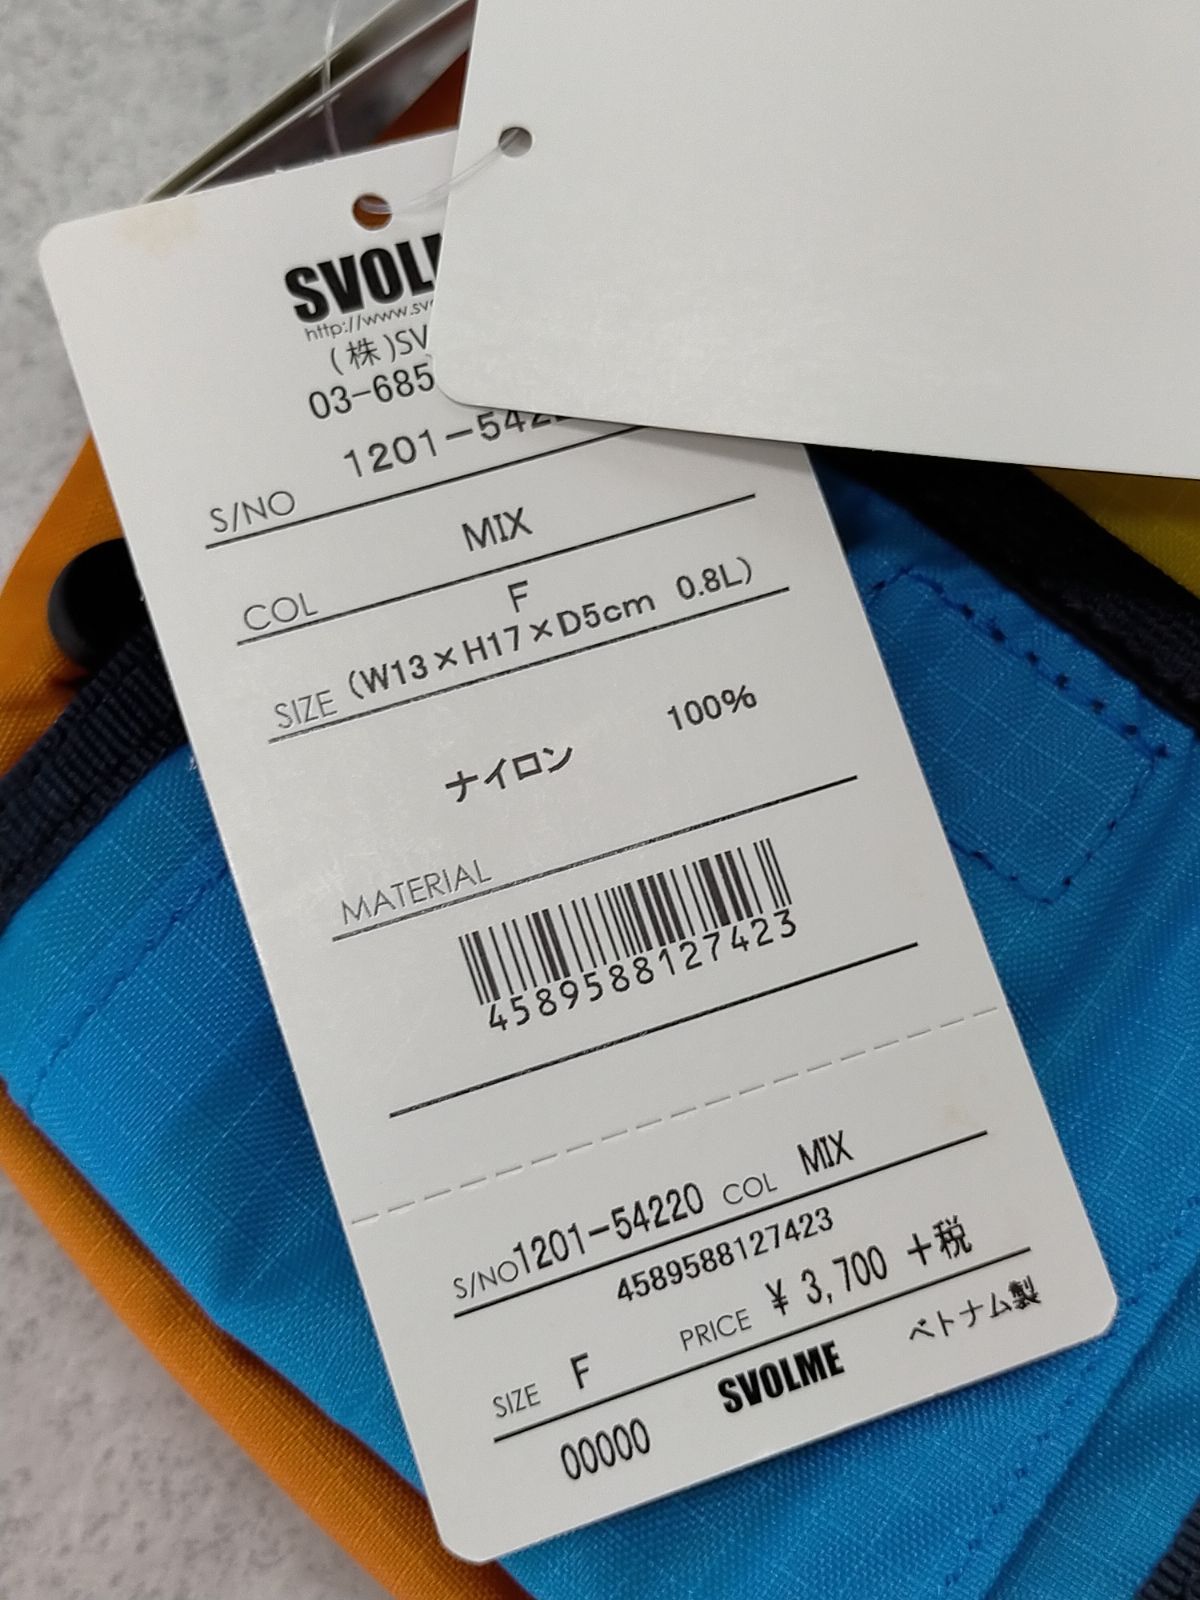 SVOL
http://www.sv
(株)SV
03-685
S/NO 1201-542
COL MIX
F
SIZE (W13×H17×D5cm 0.8L)
ナイロン 100%
MATERIAL
4589588127423
S/NO 1201-54220 COL MIX
4589588127423
SIZE F PRICE ¥ 3,700 +税
00000 SVOLME ベトナム製